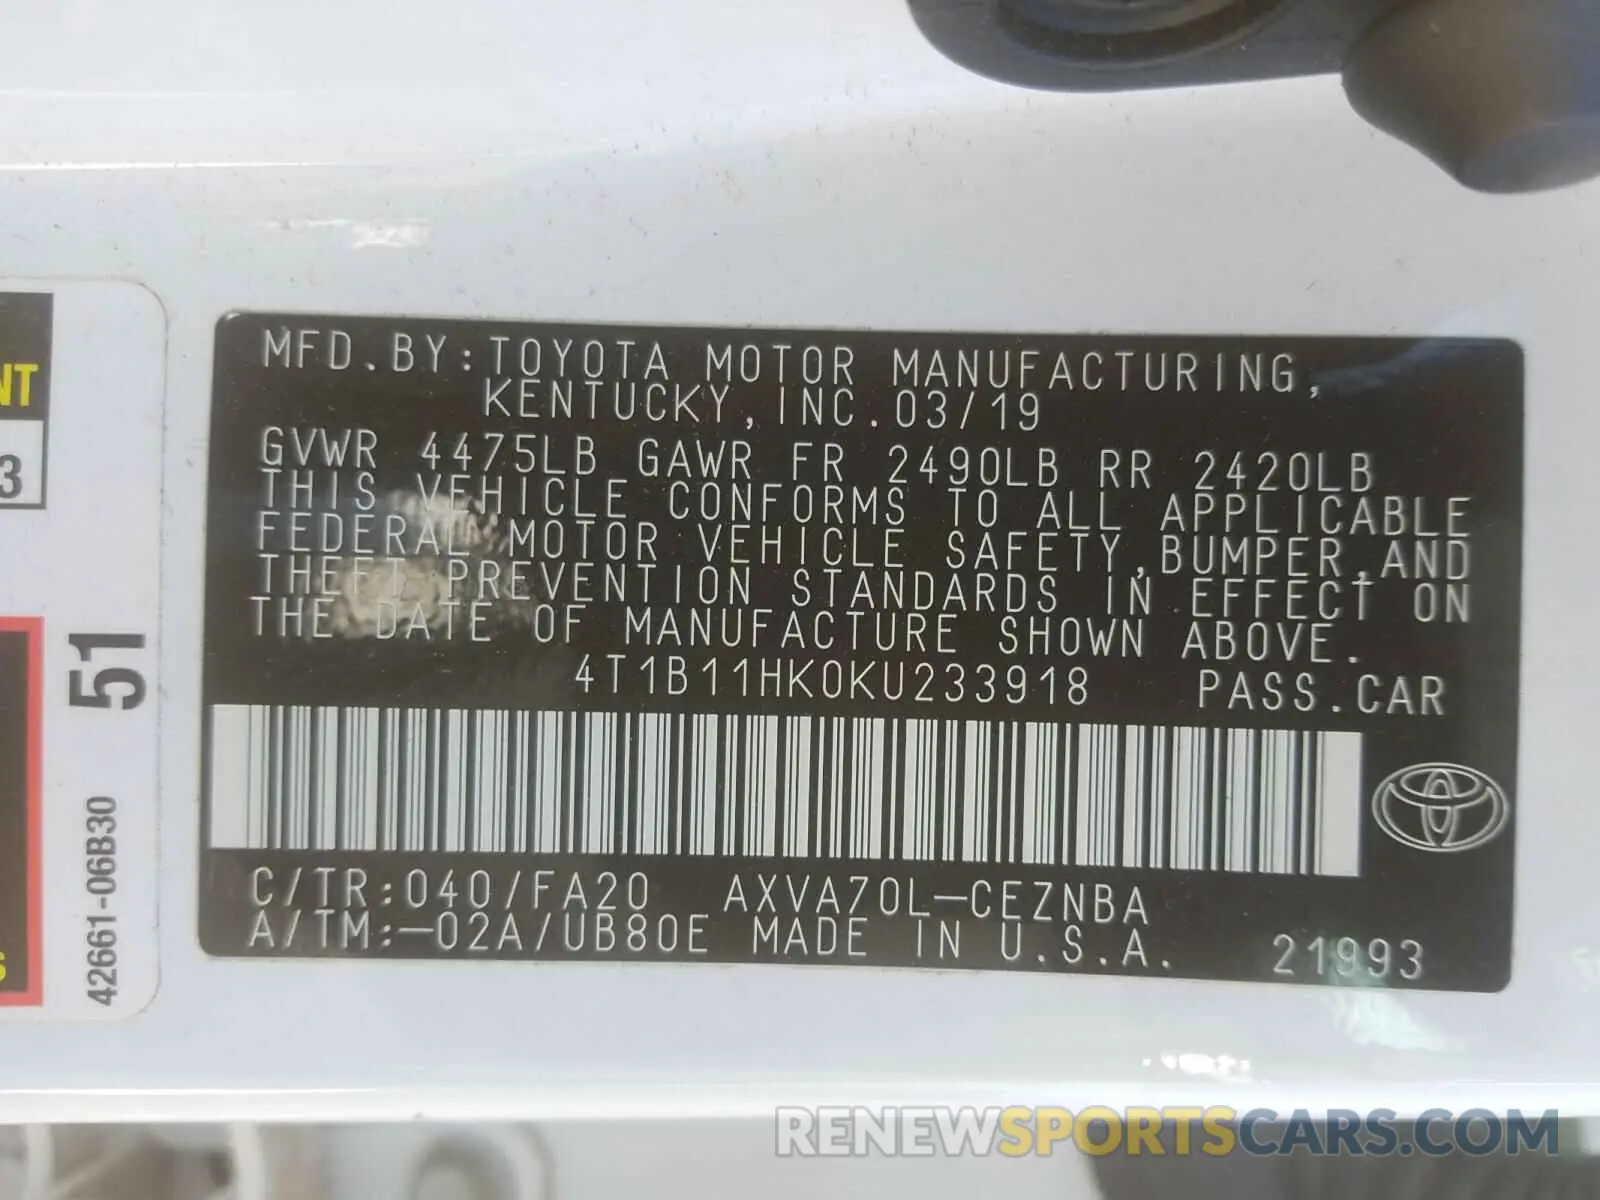 MFD.BY:TOYOTA MOTOR MANUFACTURING,
KENTUCKY,INC.03/19
GVWR 4475LB GAWR FR 2490LB RR 2420LB
THIS VEHICLE CONFORMS TO ALL APPLICABLE
FEDERAL MOTOR VEHICLE SAFETY,BUMPER,AND
THEFT PREVENTION STANDARDS IN EFFECT ON
THE DATE OF MANUFACTURE SHOWN ABOVE.
4T1B11HK0KU233918 PASS.CAR
C/TR:040/FA20 AXVA70L-CEZNBA
A/TM:-02A/UB80E MADE IN U.S.A. 21993
NT
3
51
42661-06B30
S
RENEWSPORTSCARS.COM